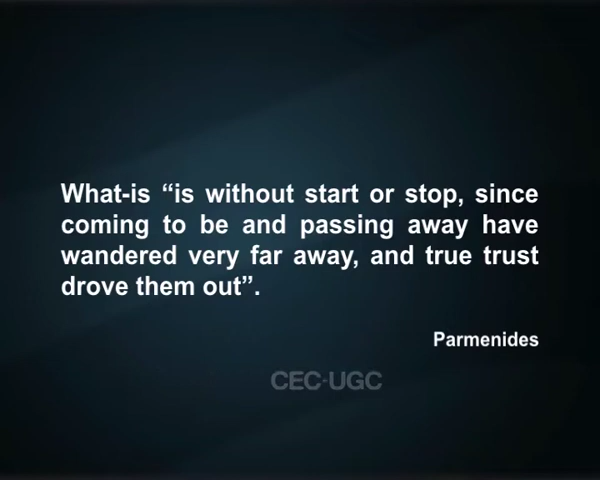 What-is “is without start or stop, since
coming to be and passing away have
wandered very far away, and true trust
drove them out”.
Parmenides
CEC-UGC